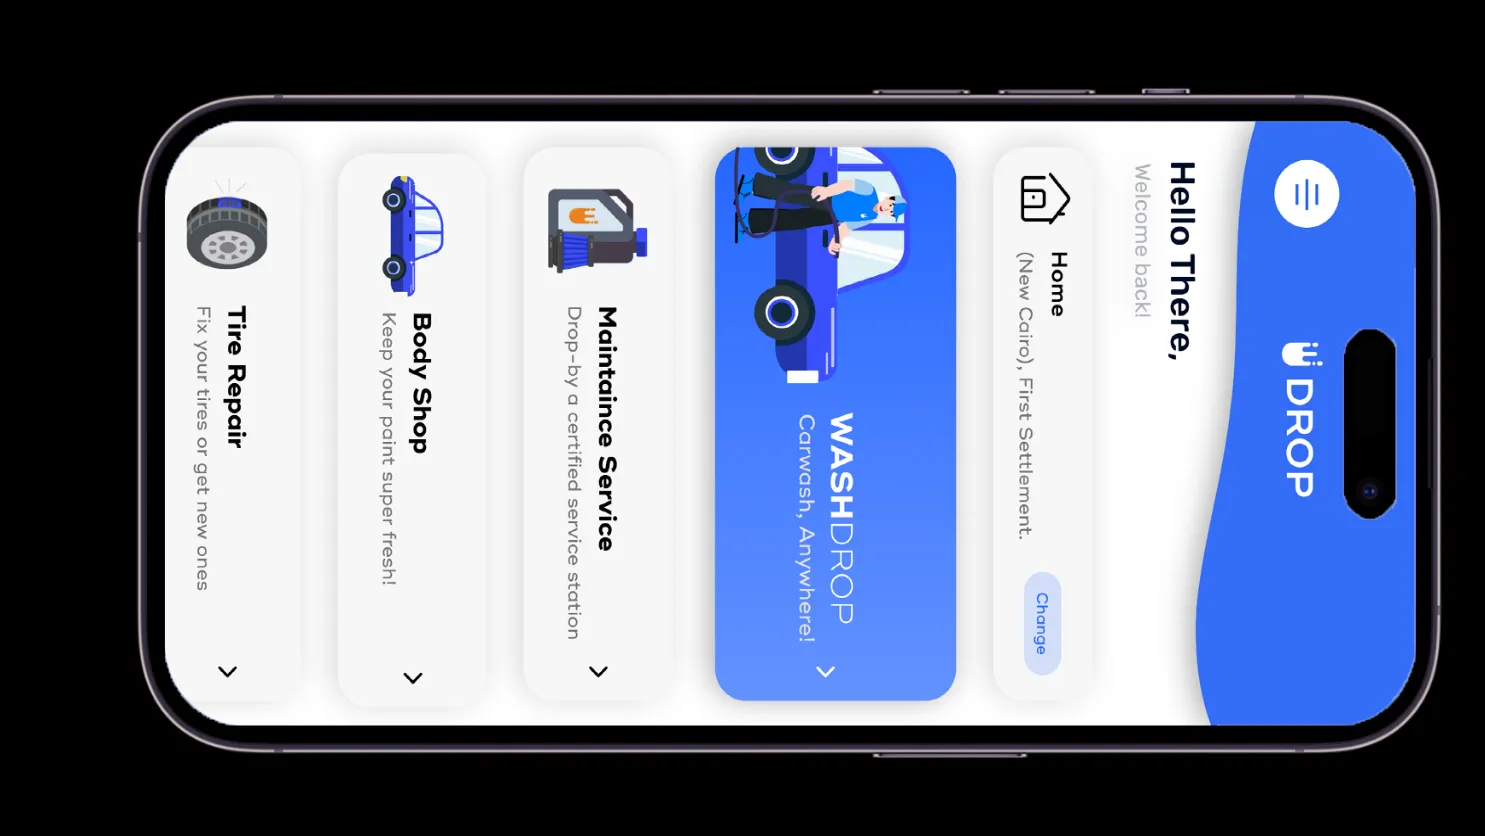 DROP
Hello There,
Welcome back!
Home
(New Cairo), First Settlement.
Change
WASHDROP
Carwash, Anywhere!
Maintaince Service
Drop-by a certified service station
Body Shop
Keep your paint super fresh!
Tire Repair
Fix your tires or get new ones